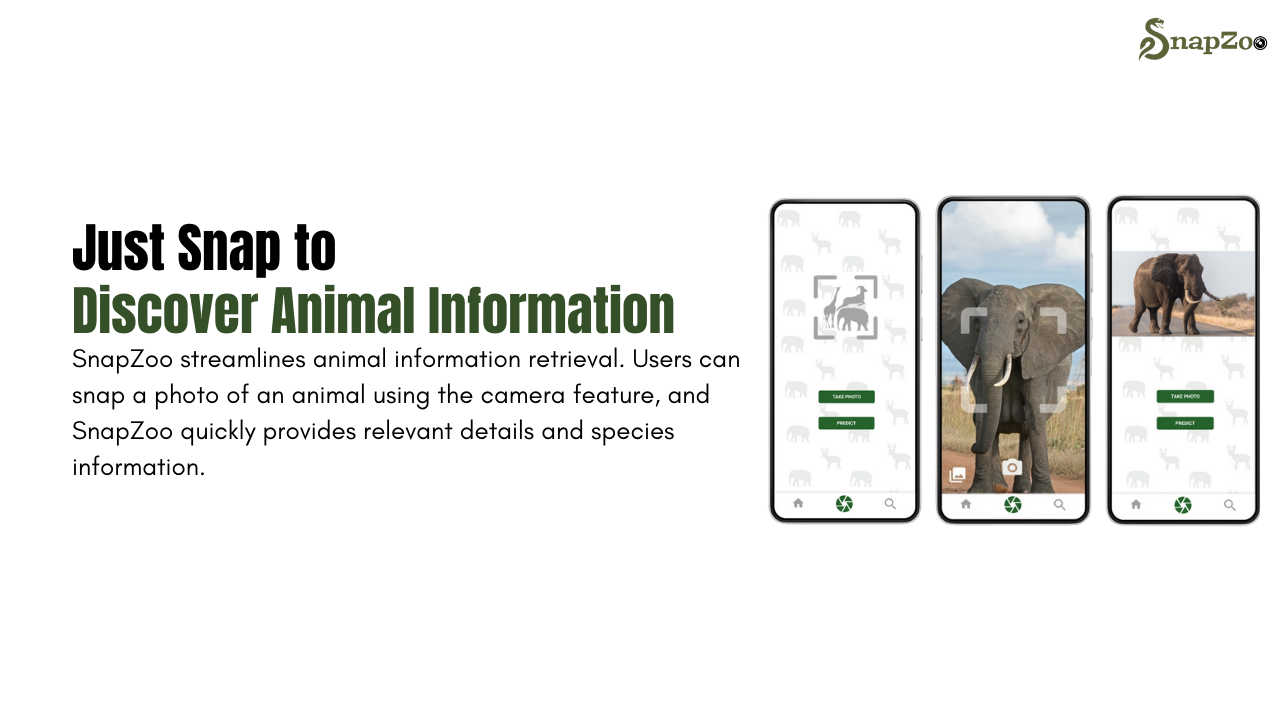 SnapZoo
Just Snap to
Discover Animal Information
SnapZoo streamlines animal information retrieval. Users can
snap a photo of an animal using the camera feature, and
SnapZoo quickly provides relevant details and species
information.
TAKE PHOTO
PREDICT
TAKE PHOTO
PREDICT